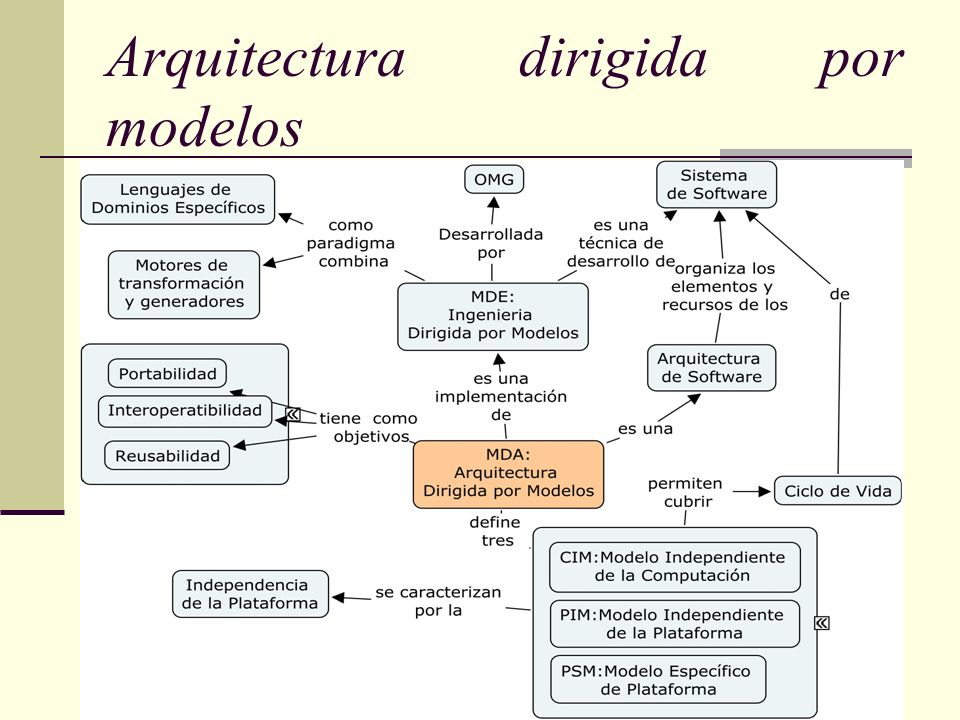 Arquitectura dirigida por
modelos
Lenguajes de
Dominios Específicos
OMG
Sistema
de Software
como
paradigma
combina
Desarrollada
por
es una
técnica de
desarrollo de
Motores de
transformación
y generadores
organiza los
elementos y
recursos de los
de
MDE:
Ingenieria
Dirigida por Modelos
Arquitectura
de Software
Portabilidad
Interoperatibilidad
Reusabilidad
es una
implementación
de
tiene como
objetivos
es una
MDA:
Arquitectura
Dirigida por Modelos
permiten
cubrir
Ciclo de Vida
define
tres
CIM:Modelo Independiente
de la Computación
Independencia
de la Plataforma
se caracterizan
por la
PIM:Modelo Independiente
de la Plataforma
PSM:Modelo Específico
de Plataforma